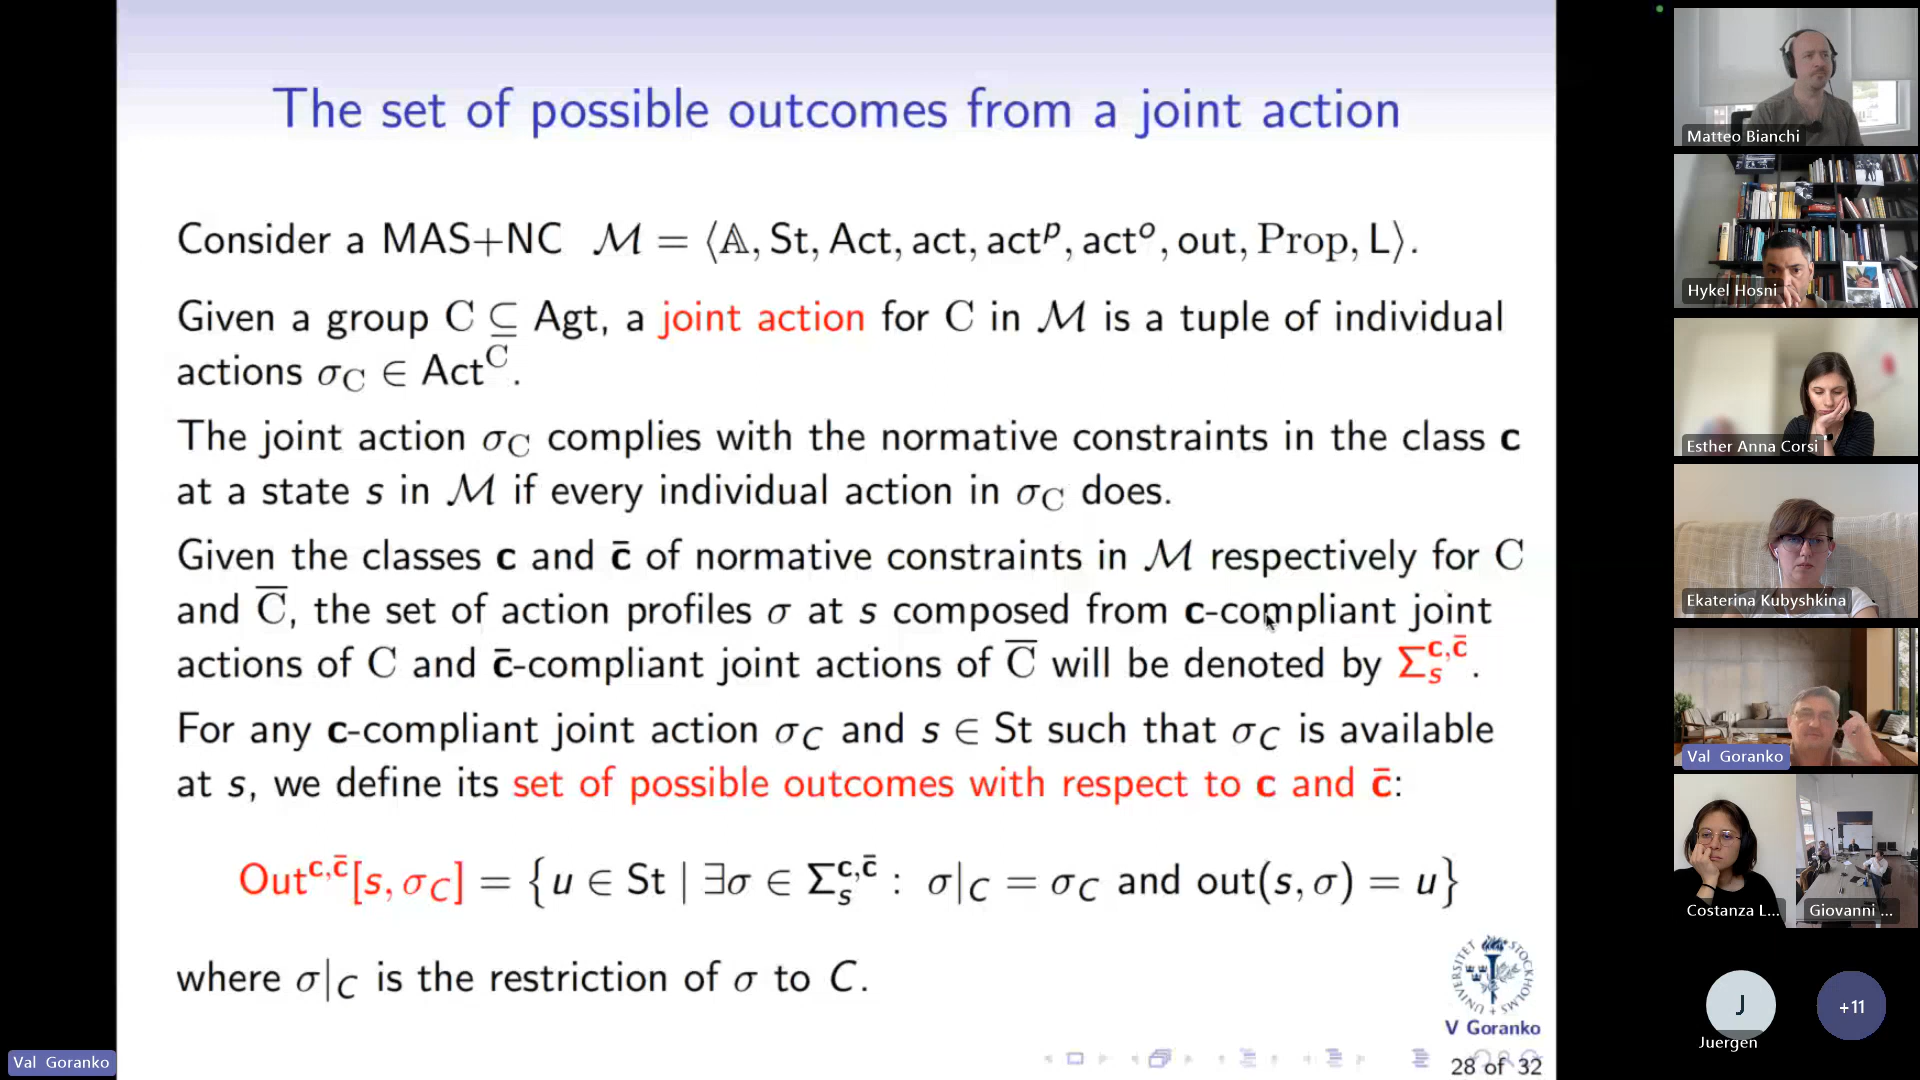 The set of possible outcomes from a joint action
Consider a MAS+NC ℳ = ⟨𝔸, St, Act, act, actᵖ, actᵒ, out, Prop, L⟩.
Given a group C ⊆ Agt, a joint action for C in ℳ is a tuple of individual
actions σ_C ∈ Act^C.
The joint action σ_C complies with the normative constraints in the class c
at a state s in ℳ if every individual action in σ_C does.
Given the classes c and c̄ of normative constraints in ℳ respectively for C
and C̅, the set of action profiles σ at s composed from c-compliant joint
actions of C and c̄-compliant joint actions of C̅ will be denoted by Σ_s^{c,c̄}.
For any c-compliant joint action σ_C and s ∈ St such that σ_C is available
at s, we define its set of possible outcomes with respect to c and c̄:
Out^{c,c̄}[s, σ_C] = {u ∈ St | ∃σ ∈ Σ_s^{c,c̄} : σ|_C = σ_C and out(s, σ) = u}
where σ|_C is the restriction of σ to C.
V Goranko
28 of 32
Val Goranko
Matteo Bianchi
Hykel Hosni
Esther Anna Corsi
Ekaterina Kubyshkina
Val Goranko
Costanza L...
Giovanni ...
J
Juergen
+11